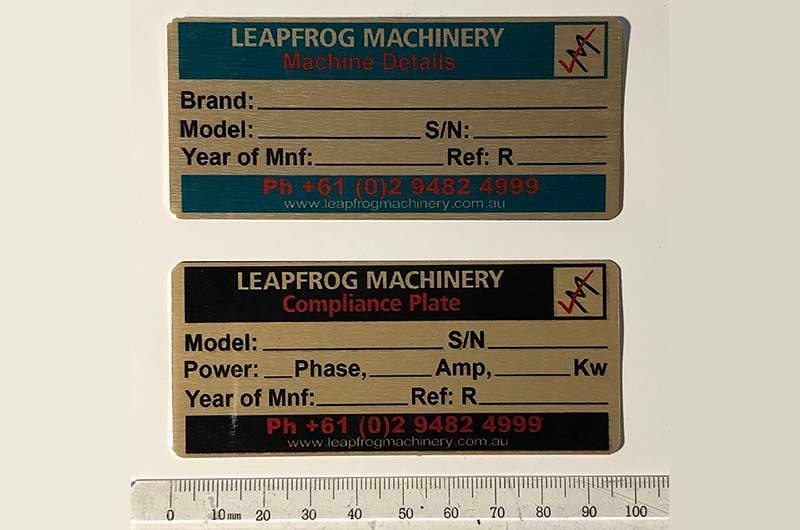 LEAPFROG MACHINERY
Machine Details
LMM
Brand:
Model: S/N:
Year of Mnf: Ref: R
Ph +61 (0)2 9482 4999
www.leapfrogmachinery.com.au
LEAPFROG MACHINERY
Compliance Plate
Model: S/N
Power: Phase, Amp, Kw
Year of Mnf: Ref: R
Ph +61 (0)2 9482 4999
www.leapfrogmachinery.com.au
0 10mm 20 30 40 50 60 70 80 90 100